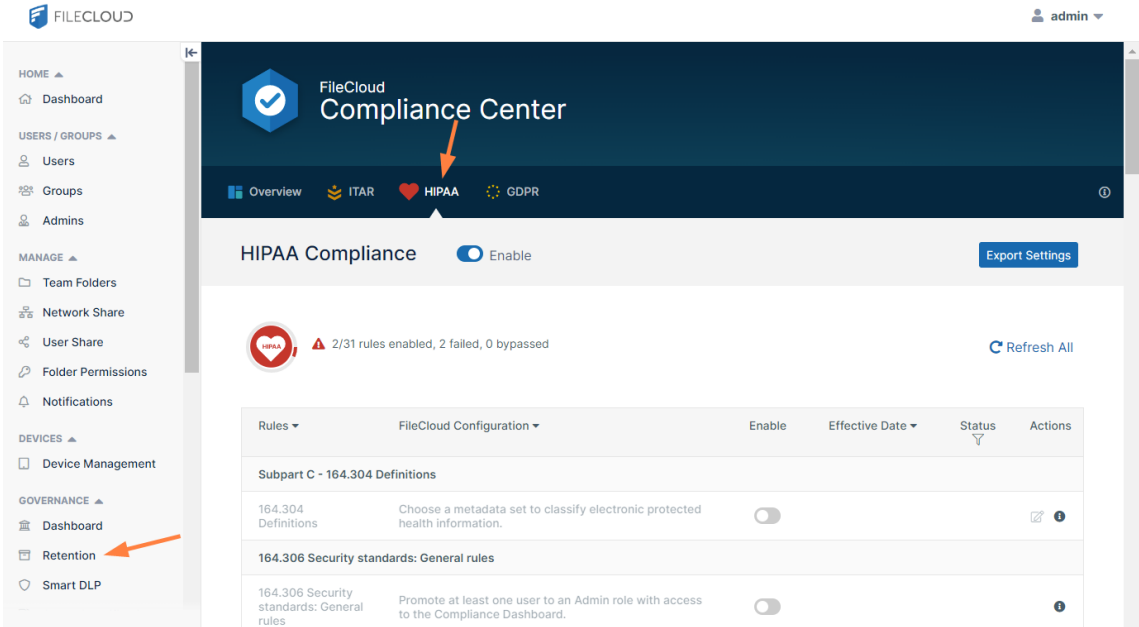 FILECLOUD
admin
HOME
Dashboard
USERS / GROUPS
Users
Groups
Admins
MANAGE
Team Folders
Network Share
User Share
Folder Permissions
Notifications
DEVICES
Device Management
GOVERNANCE
Dashboard
Retention
Smart DLP
FileCloud
Compliance Center
Overview
ITAR
HIPAA
GDPR
HIPAA Compliance
Enable
Export Settings
HIPAA
2/31 rules enabled, 2 failed, 0 bypassed
Refresh All
Rules
FileCloud Configuration
Enable
Effective Date
Status
Actions
Subpart C - 164.304 Definitions
164.304
Definitions
Choose a metadata set to classify electronic protected
health information.
164.306 Security standards: General rules
164.306 Security
standards: General
rules
Promote at least one user to an Admin role with access
to the Compliance Dashboard.